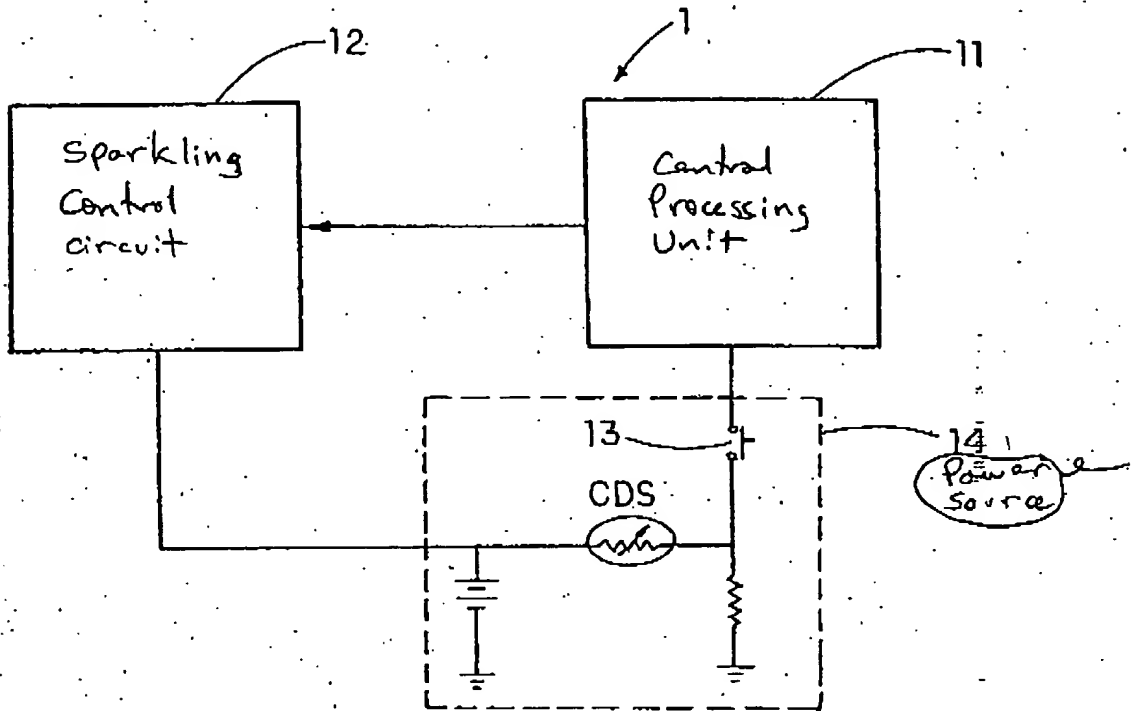 12
1
11
Sparkling
Control
circuit
Central
Processing
Unit
13
14
CDS
Power
Source